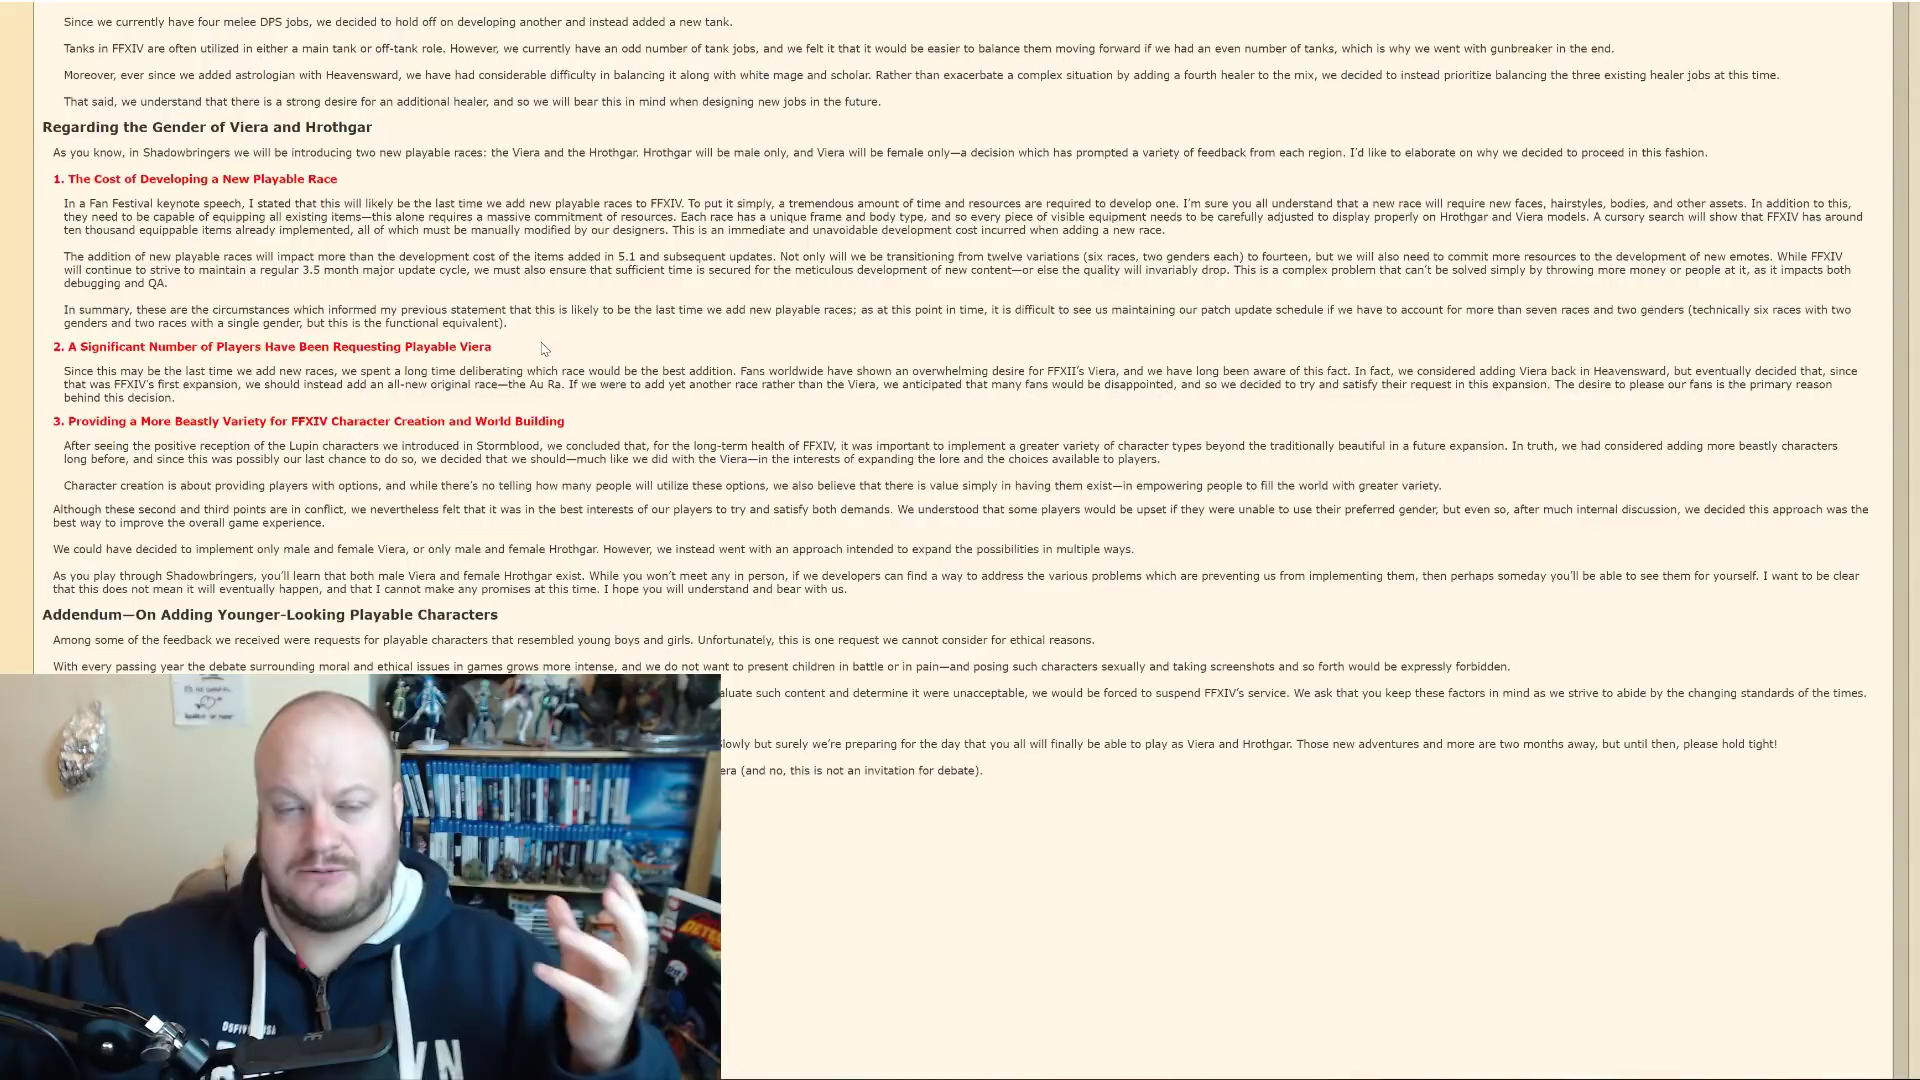 Since we currently have four melee DPS jobs, we decided to hold off on developing another and instead added a new tank.
Tanks in FFXIV are often utilized in either a main tank or off-tank role. However, we currently have an odd number of tank jobs, and we felt it that it would be easier to balance them moving forward if we had an even number of tanks, which is why we went with gunbreaker in the end.
Moreover, ever since we added astrologian with Heavensward, we have had considerable difficulty in balancing it along with white mage and scholar. Rather than exacerbate a complex situation by adding a fourth healer to the mix, we decided to instead prioritize balancing the three existing healer jobs at this time.
That said, we understand that there is a strong desire for an additional healer, and so we will bear this in mind when designing new jobs in the future.
Regarding the Gender of Viera and Hrothgar
As you know, in Shadowbringers we will be introducing two new playable races: the Viera and the Hrothgar. Hrothgar will be male only, and Viera will be female only—a decision which has prompted a variety of feedback from each region. I'd like to elaborate on why we decided to proceed in this fashion.
1. The Cost of Developing a New Playable Race
In a Fan Festival keynote speech, I stated that this will likely be the last time we add new playable races to FFXIV. To put it simply, a tremendous amount of time and resources are required to develop one. I'm sure you all understand that a new race will require new faces, hairstyles, bodies, and other assets. In addition to this,
they need to be capable of equipping all existing items—this alone requires a massive commitment of resources. Each race has a unique frame and body type, and so every piece of visible equipment needs to be carefully adjusted to display properly on Hrothgar and Viera models. A cursory search will show that FFXIV has around
ten thousand equippable items already implemented, all of which must be manually modified by our designers. This is an immediate and unavoidable development cost incurred when adding a new race.
The addition of new playable races will impact more than the development cost of the items added in 5.1 and subsequent updates. Not only will we be transitioning from twelve variations (six races, two genders each) to fourteen, but we will also need to commit more resources to the development of new emotes. While FFXIV
will continue to strive to maintain a regular 3.5 month major update cycle, we must also ensure that sufficient time is secured for the meticulous development of new content—or else the quality will invariably drop. This is a complex problem that can't be solved simply by throwing more money or people at it, as it impacts both
debugging and QA.
In summary, these are the circumstances which informed my previous statement that this is likely to be the last time we add new playable races; as at this point in time, it is difficult to see us maintaining our patch update schedule if we have to account for more than seven races and two genders (technically six races with two
genders and two races with a single gender, but this is the functional equivalent).
2. A Significant Number of Players Have Been Requesting Playable Viera
Since this may be the last time we add new races, we spent a long time deliberating which race would be the best addition. Fans worldwide have shown an overwhelming desire for FFXII's Viera, and we have long been aware of this fact. In fact, we considered adding Viera back in Heavensward, but eventually decided that, since
that was FFXIV's first expansion, we should instead add an all-new original race—the Au Ra. If we were to add yet another race rather than the Viera, we anticipated that many fans would be disappointed, and so we decided to try and satisfy their request in this expansion. The desire to please our fans is the primary reason
behind this decision.
3. Providing a More Beastly Variety for FFXIV Character Creation and World Building
After seeing the positive reception of the Lupin characters we introduced in Stormblood, we concluded that, for the long-term health of FFXIV, it was important to implement a greater variety of character types beyond the traditionally beautiful in a future expansion. In truth, we had considered adding more beastly characters
long before, and since this was possibly our last chance to do so, we decided that we should—much like we did with the Viera—in the interests of expanding the lore and the choices available to players.
Character creation is about providing players with options, and while there's no telling how many people will utilize these options, we also believe that there is value simply in having them exist—in empowering people to fill the world with greater variety.
Although these second and third points are in conflict, we nevertheless felt that it was in the best interests of our players to try and satisfy both demands. We understood that some players would be upset if they were unable to use their preferred gender, but even so, after much internal discussion, we decided this approach was the
best way to improve the overall game experience.
We could have decided to implement only male and female Viera, or only male and female Hrothgar. However, we instead went with an approach intended to expand the possibilities in multiple ways.
As you play through Shadowbringers, you'll learn that both male Viera and female Hrothgar exist. While you won't meet any in person, if we developers can find a way to address the various problems which are preventing us from implementing them, then perhaps someday you'll be able to see them for yourself. I want to be clear
that this does not mean it will eventually happen, and that I cannot make any promises at this time. I hope you will understand and bear with us.
Addendum—On Adding Younger-Looking Playable Characters
Among some of the feedback we received were requests for playable characters that resembled young boys and girls. Unfortunately, this is one request we cannot consider for ethical reasons.
With every passing year the debate surrounding moral and ethical issues in games grows more intense, and we do not want to present children in battle or in pain—and posing such characters sexually and taking screenshots and so forth would be expressly forbidden.
aluate such content and determine it were unacceptable, we would be forced to suspend FFXIV's service. We ask that you keep these factors in mind as we strive to abide by the changing standards of the times.
Slowly but surely we're preparing for the day that you all will finally be able to play as Viera and Hrothgar. Those new adventures and more are two months away, but until then, please hold tight!
era (and no, this is not an invitation for debate).